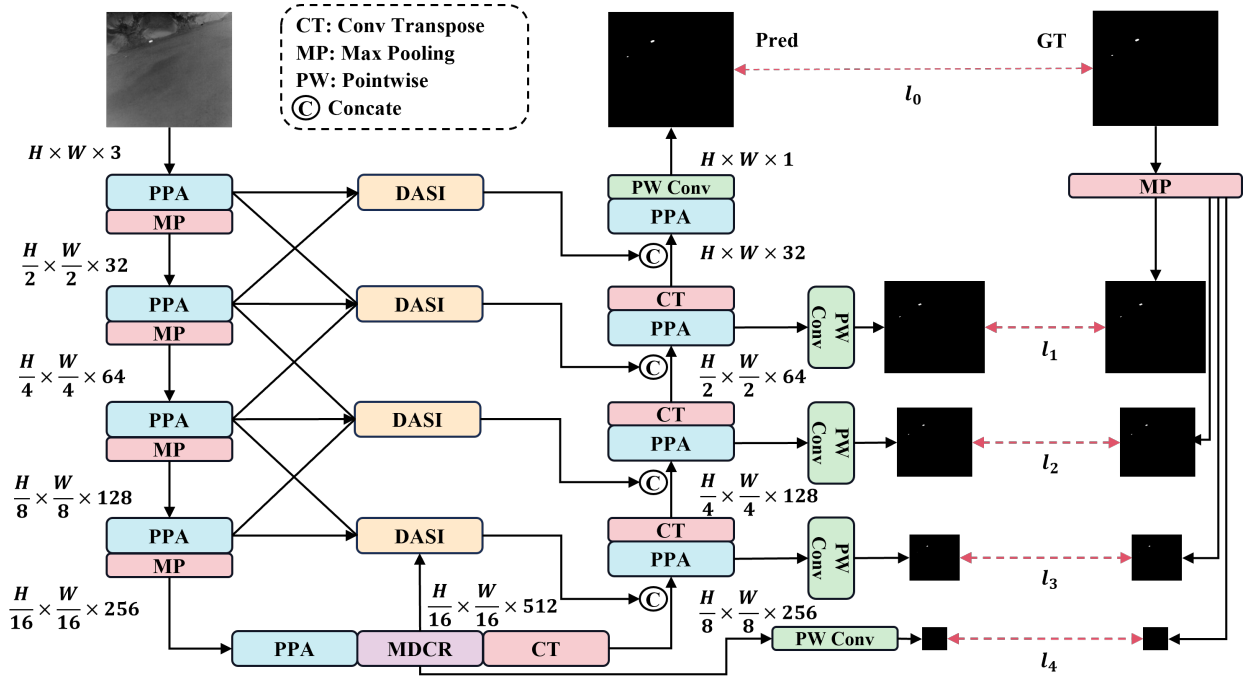 CT: Conv Transpose
MP: Max Pooling
PW: Pointwise
C Concate
Pred
GT
l₀
H × W × 3
H × W × 1
PPA
MP
DASI
PW Conv
PPA
MP
C
H/2 × W/2 × 32
H × W × 32
PPA
MP
DASI
CT
PPA
PW Conv
l₁
C
H/4 × W/4 × 64
H/2 × W/2 × 64
PPA
MP
DASI
CT
PPA
PW Conv
l₂
C
H/8 × W/8 × 128
H/4 × W/4 × 128
PPA
MP
DASI
CT
PPA
PW Conv
l₃
C
H/16 × W/16 × 256
H/16 × W/16 × 512
H/8 × W/8 × 256
PPA
MDCR
CT
PW Conv
l₄